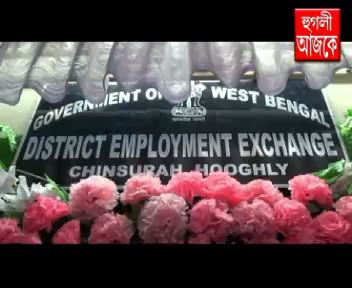 হুগলী
আজকে
GOVERNMENT OF WEST BENGAL
DISTRICT EMPLOYMENT EXCHANGE
CHINSURAH, HOOGHLY